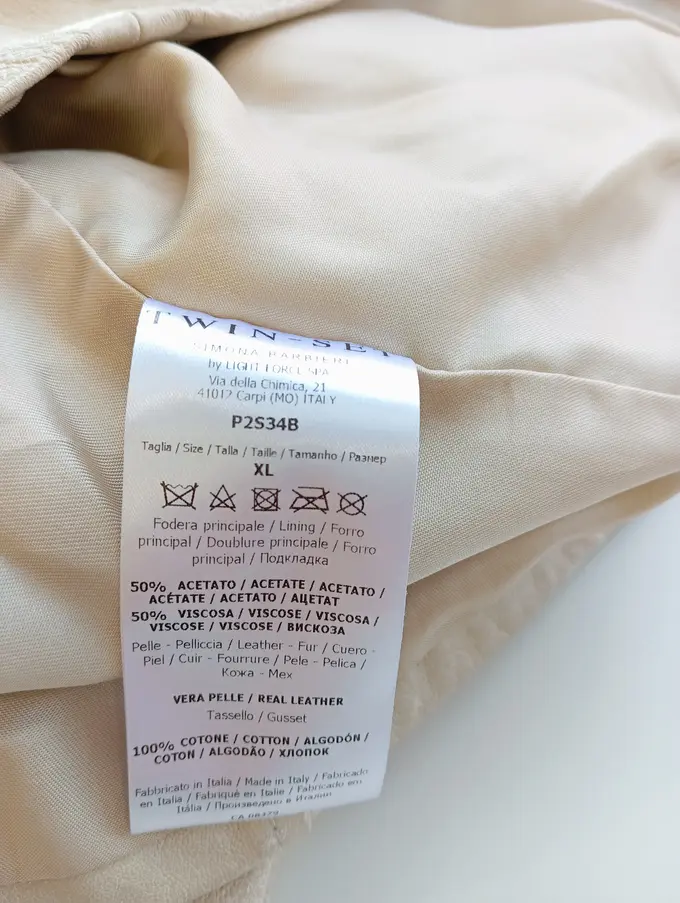 TWIN-SET
SIMONA BARBIERI
by LIGHT FORCE SPA
Via della Chimica, 21
41012 Carpi (MO) ITALY
P2S34B
Taglia / Size / Talla / Taille / Tamanho / Размер
XL
Fodera principale / Lining / Forro
principal / Doublure principale / Forro
principal / Подкладка
50% ACETATO / ACETATE / ACETATO /
ACÉTATE / ACETATO / АЦЕТАТ
50% VISCOSA / VISCOSE / VISCOSA /
VISCOSE / VISCOSE / ВИСКОЗА
Pelle - Pelliccia / Leather - Fur / Cuero -
Piel / Cuir - Fourrure / Pele - Pelica /
Кожа - Мех
VERA PELLE / REAL LEATHER
Tassello / Gusset
100% COTONE / COTTON / ALGODÓN /
COTON / ALGODÃO / ХЛОПОК
Fabbricato in Italia / Made in Italy / Fabricado
en Italia / Fabriqué en Italie / Fabricado em
Itália / Произведено в Италии